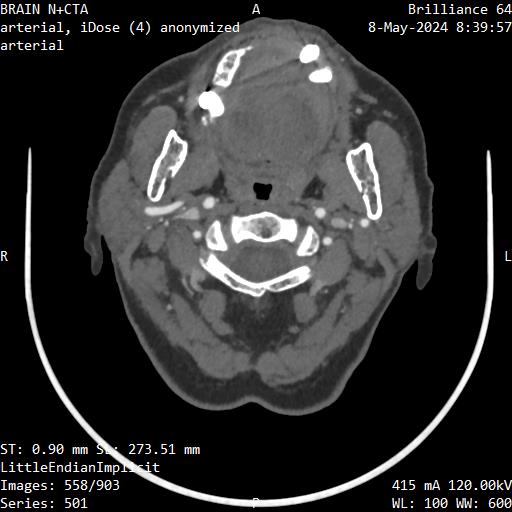 BRAIN N+CTA A Brilliance 64
arterial, iDose (4) anonymized 8-May-2024 8:39:57
arterial
R L
ST: 0.90 mm SL: 273.51 mm
LittleEndianImplicit
Images: 558/903 415 mA 120.00kV
Series: 501 P WL: 100 WW: 600